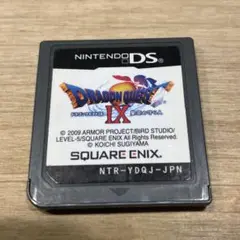 NINTENDO DS
DRAGON QUEST
IX
© 2009 ARMOR PROJECT/BIRD STUDIO/
LEVEL-5/SQUARE ENIX All Rights Reserved.
© KOICHI SUGIYAMA
SQUARE ENIX
NTR-YDQJ-JPN